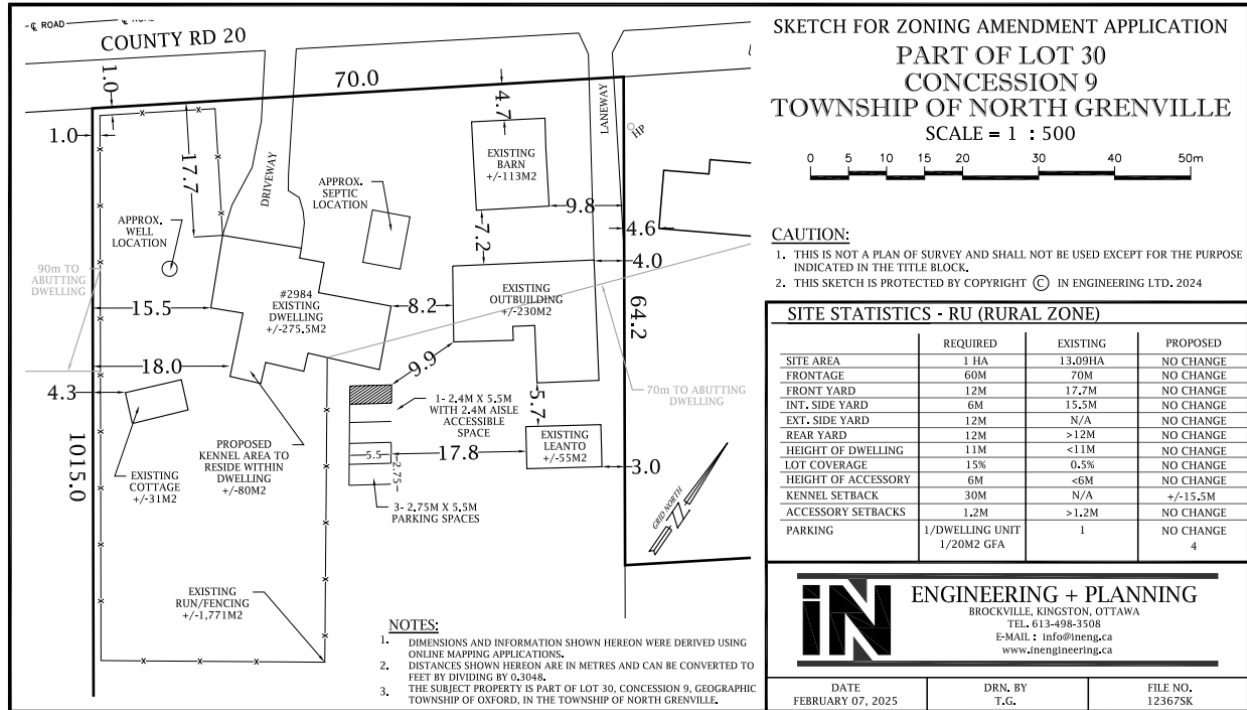 ℄ ROAD
℄ ROAD
COUNTY RD 20
1.0
70.0
4.7
LANEWAY
HP
1.0
17.7
DRIVEWAY
APPROX.
SEPTIC
LOCATION
EXISTING
BARN
+/-113M2
9.8
4.6
APPROX.
WELL
LOCATION
7.2
4.0
90m TO
ABUTTING
DWELLING
15.5
#2984
EXISTING
DWELLING
+/-275.5M2
8.2
EXISTING
OUTBUILDING
+/-230M2
64.2
18.0
9.9
4.3
70m TO ABUTTING
DWELLING
1- 2.4M X 5.5M
WITH 2.4M AISLE
ACCESSIBLE
SPACE
5.7
1015.0
EXISTING
COTTAGE
+/-31M2
PROPOSED
KENNEL AREA TO
RESIDE WITHIN
DWELLING
+/-80M2
5.5
2.75
17.8
EXISTING
LEANTO
+/-55M2
3.0
3- 2.75M X 5.5M
PARKING SPACES
GRID NORTH
EXISTING
RUN/FENCING
+/-1,771M2
NOTES:
1. DIMENSIONS AND INFORMATION SHOWN HEREON WERE DERIVED USING
ONLINE MAPPING APPLICATIONS.
2. DISTANCES SHOWN HEREON ARE IN METRES AND CAN BE CONVERTED TO
FEET BY DIVIDING BY 0.3048.
3. THE SUBJECT PROPERTY IS PART OF LOT 30, CONCESSION 9, GEOGRAPHIC
TOWNSHIP OF OXFORD, IN THE TOWNSHIP OF NORTH GRENVILLE.
SKETCH FOR ZONING AMENDMENT APPLICATION
PART OF LOT 30
CONCESSION 9
TOWNSHIP OF NORTH GRENVILLE
SCALE = 1 : 500
0 5 10 15 20 30 40 50m
CAUTION:
1. THIS IS NOT A PLAN OF SURVEY AND SHALL NOT BE USED EXCEPT FOR THE PURPOSE
INDICATED IN THE TITLE BLOCK.
2. THIS SKETCH IS PROTECTED BY COPYRIGHT © IN ENGINEERING LTD. 2024
SITE STATISTICS - RU (RURAL ZONE)
REQUIRED EXISTING PROPOSED
SITE AREA 1 HA 13.09HA NO CHANGE
FRONTAGE 60M 70M NO CHANGE
FRONT YARD 12M 17.7M NO CHANGE
INT. SIDE YARD 6M 15.5M NO CHANGE
EXT. SIDE YARD 12M N/A NO CHANGE
REAR YARD 12M >12M NO CHANGE
HEIGHT OF DWELLING 11M <11M NO CHANGE
LOT COVERAGE 15% 0.5% NO CHANGE
HEIGHT OF ACCESSORY 6M <6M NO CHANGE
KENNEL SETBACK 30M N/A +/-15.5M
ACCESSORY SETBACKS 1.2M >1.2M NO CHANGE
PARKING 1/DWELLING UNIT 1 NO CHANGE
1/20M2 GFA 4
iN ENGINEERING + PLANNING
BROCKVILLE, KINGSTON, OTTAWA
TEL. 613-498-3508
E-MAIL : info@ineng.ca
www.inengineering.ca
DATE
FEBRUARY 07, 2025
DRN. BY
T.G.
FILE NO.
12367SK